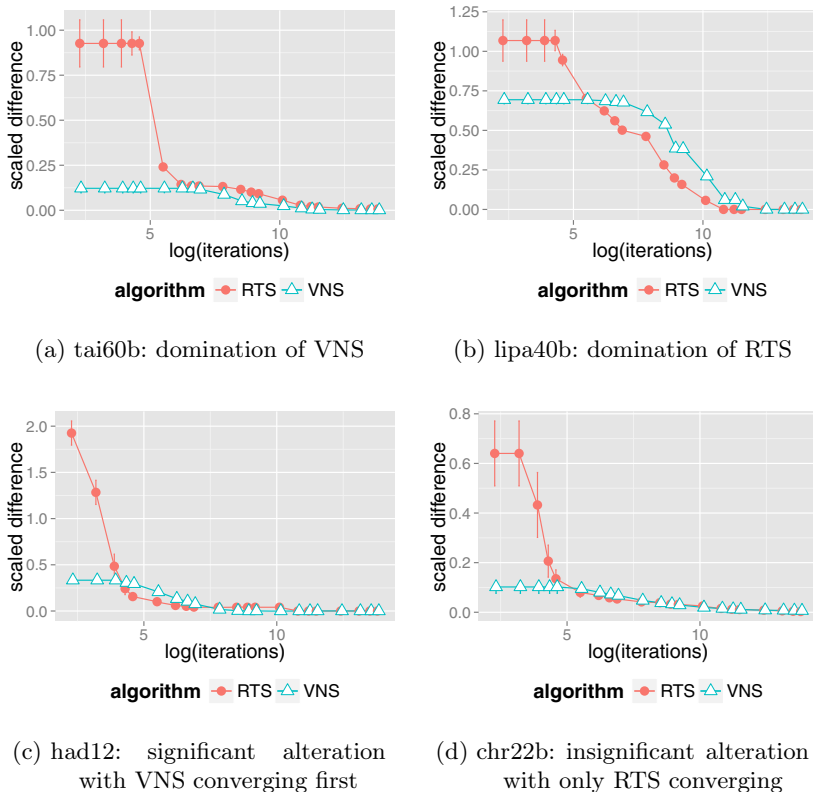 1.00
0.75
0.50
0.25
0.00
scaled difference
5 10
log(iterations)
algorithm RTS VNS
(a) tai60b: domination of VNS
1.25
1.00
0.75
0.50
0.25
0.00
scaled difference
5 10
log(iterations)
algorithm RTS VNS
(b) lipa40b: domination of RTS
2.0
1.5
1.0
0.5
0.0
scaled difference
5 10
log(iterations)
algorithm RTS VNS
(c) had12: significant alteration
with VNS converging first
0.8
0.6
0.4
0.2
0.0
scaled difference
5 10
log(iterations)
algorithm RTS VNS
(d) chr22b: insignificant alteration
with only RTS converging